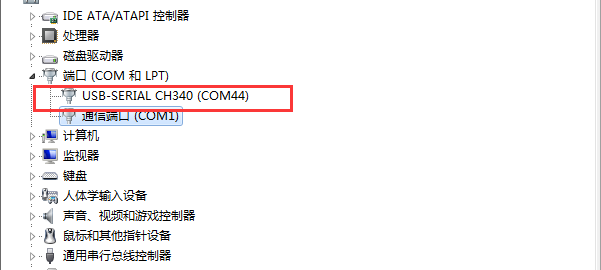 IDE ATA/ATAPI 控制器
处理器
磁盘驱动器
端口 (COM 和 LPT)
USB-SERIAL CH340 (COM44)
通信端口 (COM1)
计算机
监视器
键盘
人体学输入设备
声音、视频和游戏控制器
鼠标和其他指针设备
通用串行总线控制器